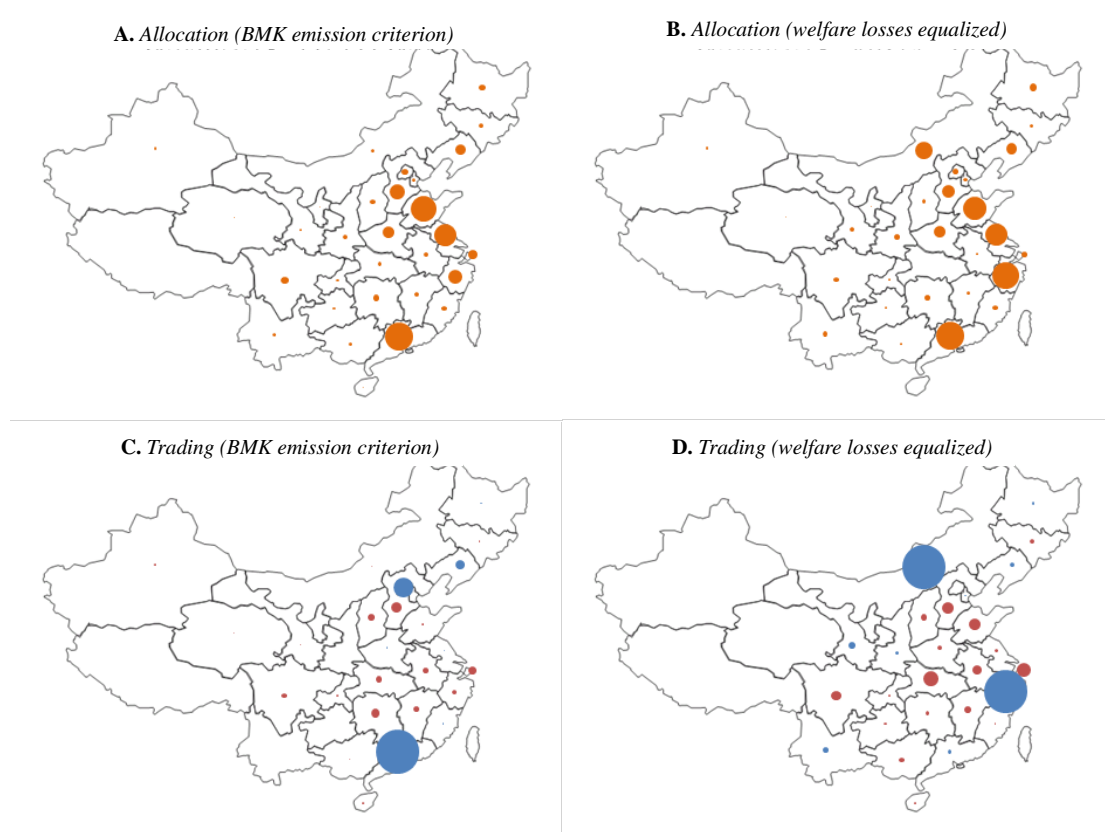 A. Allocation (BMK emission criterion)
B. Allocation (welfare losses equalized)
C. Trading (BMK emission criterion)
D. Trading (welfare losses equalized)